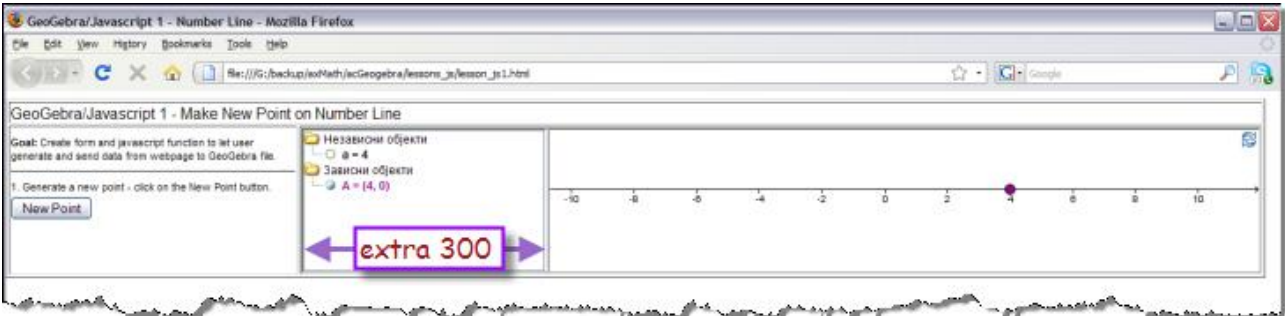 GeoGebra/Javascript 1 - Number Line - Mozilla Firefox
File Edit View History Bookmarks Tools Help
file:///G:/backup/axMath/acGeogebra/lessons_js/lesson_js1.html
Google
GeoGebra/Javascript 1 - Make New Point on Number Line
Goal: Create form and javascript function to let user
generate and send data from webpage to GeoGebra file.
1. Generate a new point - click on the New Point button.
New Point
Независни објекти
a = 4
Зависни објекти
A = (4, 0)
extra 300
-10 -8 -6 -4 -2 0 2 4 6 8 10